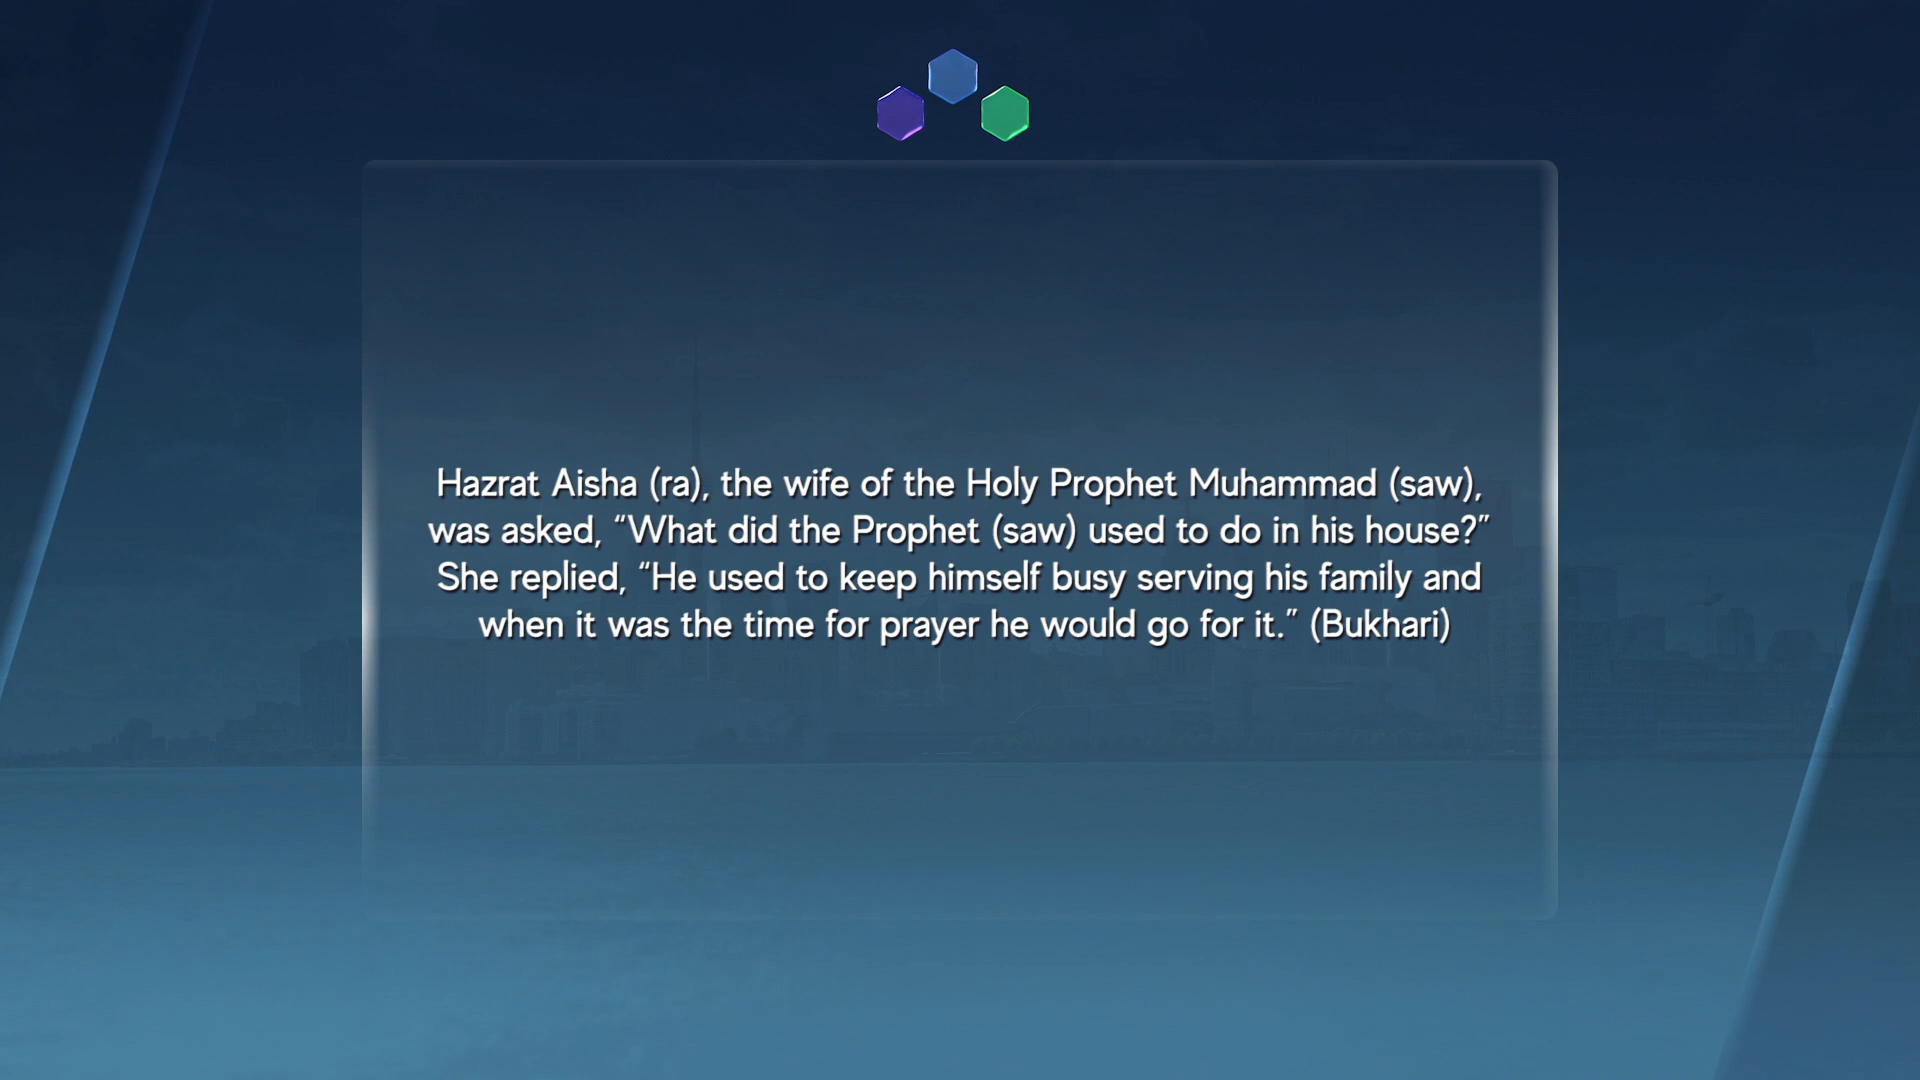 Hazrat Aisha (ra), the wife of the Holy Prophet Muhammad (saw),
was asked, “What did the Prophet (saw) used to do in his house?”
She replied, “He used to keep himself busy serving his family and
when it was the time for prayer he would go for it.” (Bukhari)